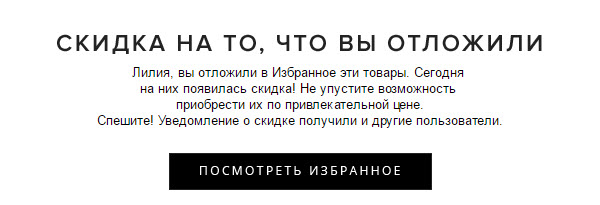 СКИДКА НА ТО, ЧТО ВЫ ОТЛОЖИЛИ
Лилия, вы отложили в Избранное эти товары. Сегодня
на них появилась скидка! Не упустите возможность
приобрести их по привлекательной цене.
Спешите! Уведомление о скидке получили и другие пользователи.
ПОСМОТРЕТЬ ИЗБРАННОЕ